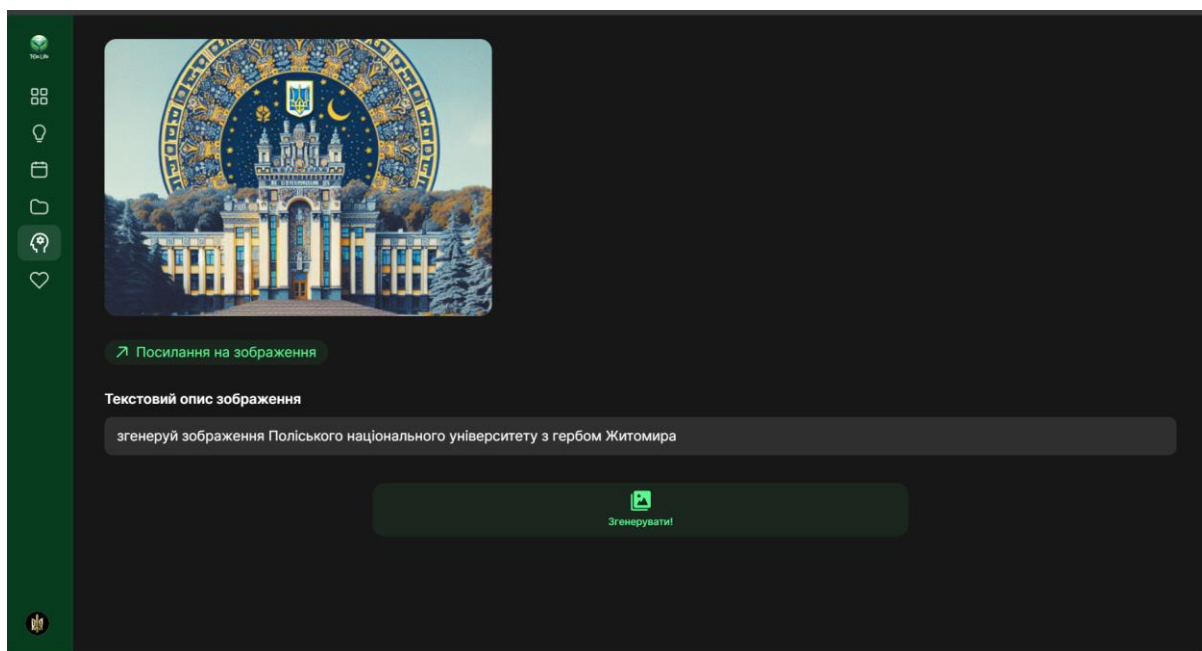 Посилання на зображення
Текстовий опис зображення
згенеруй зображення Поліського національного університету з гербом Житомира
Згенерувати!